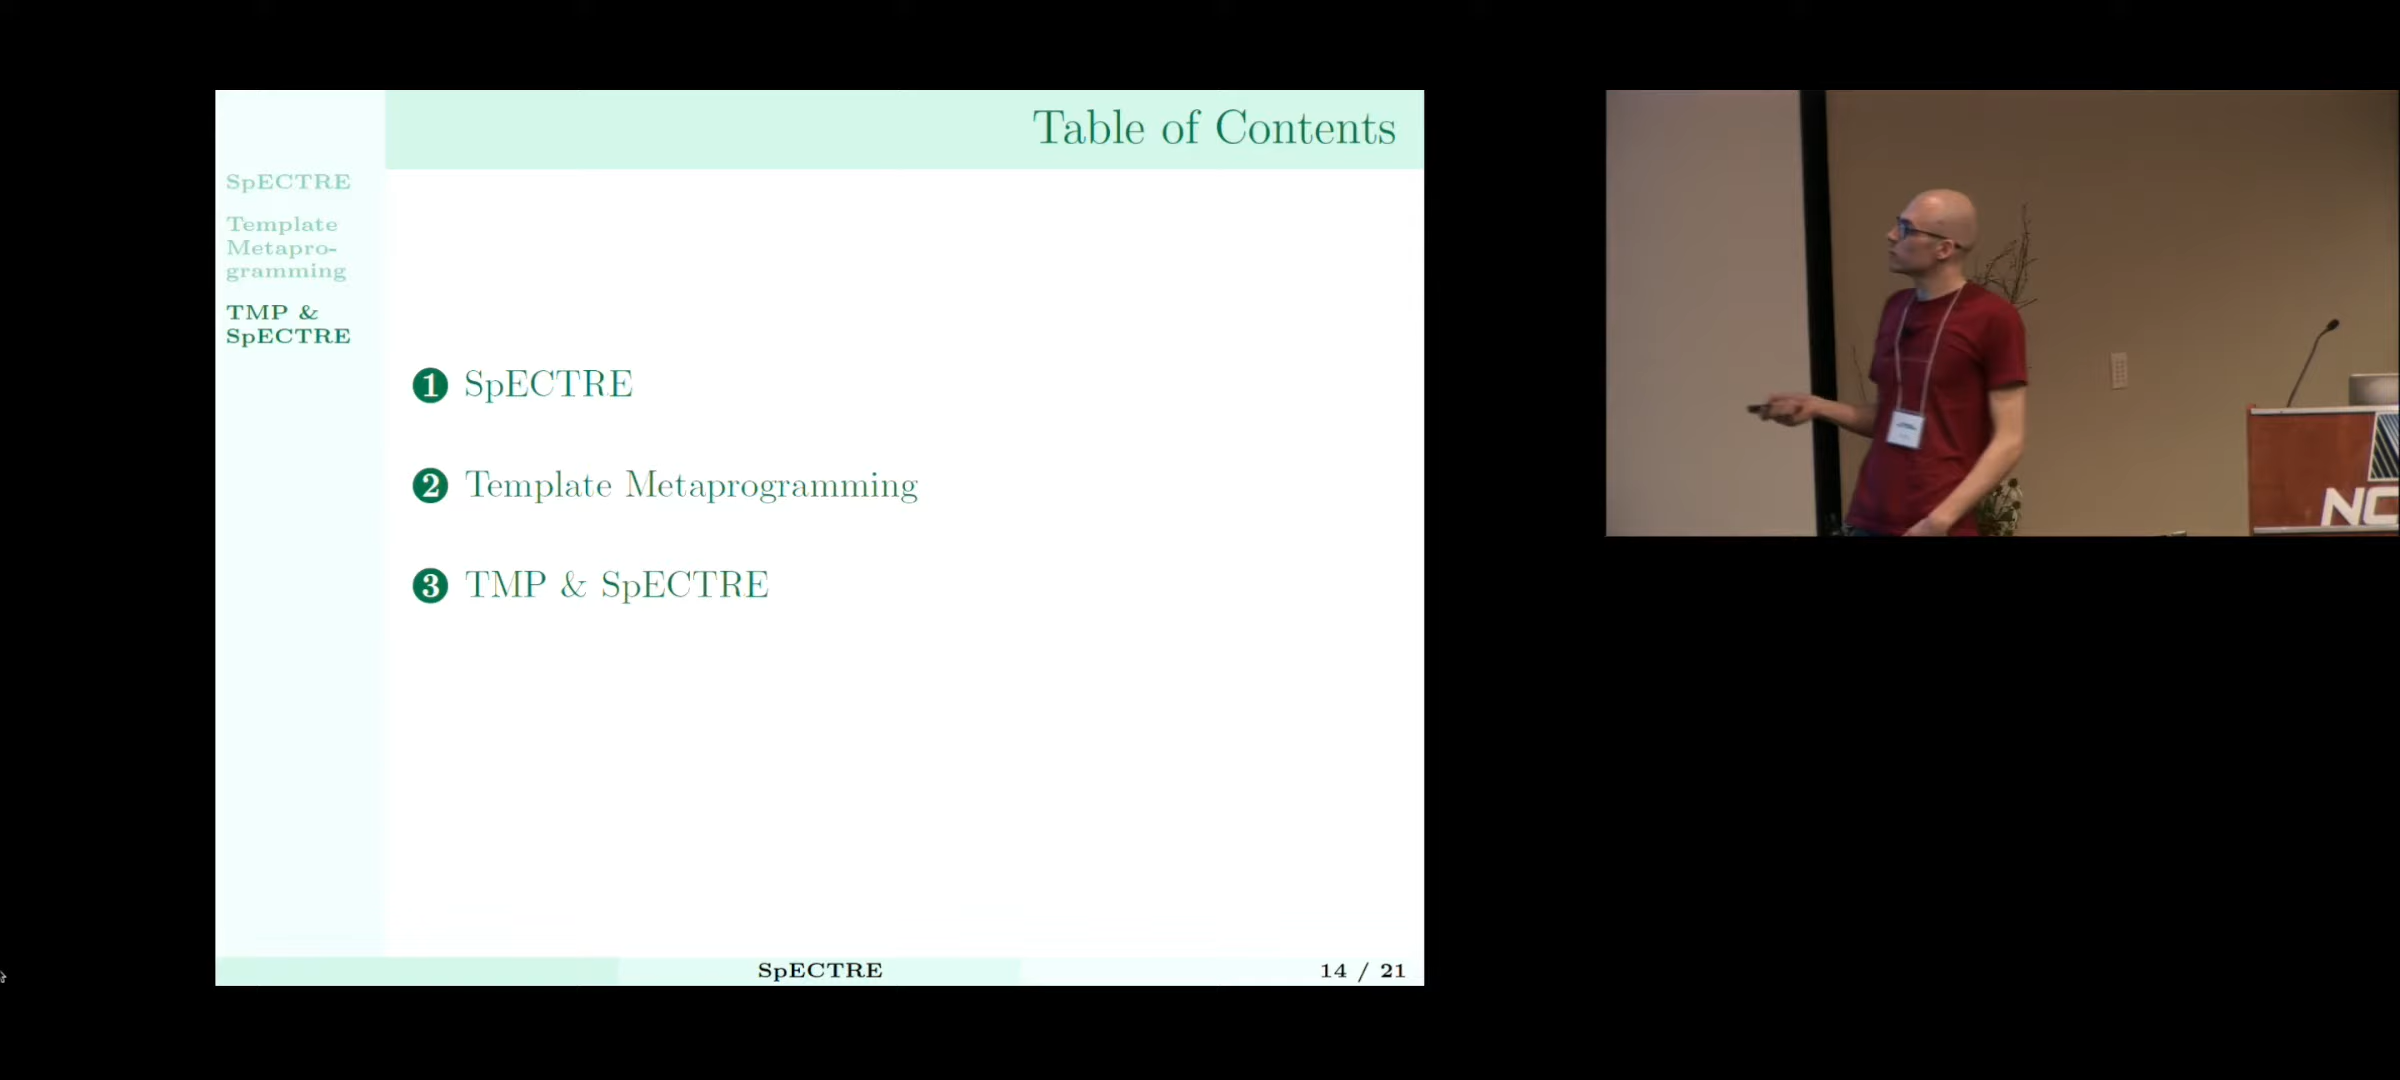 Table of Contents
SpECTRE
Template
Metapro-
gramming
TMP &
SpECTRE
1 SpECTRE
2 Template Metaprogramming
3 TMP & SpECTRE
SpECTRE
14 / 21
NC